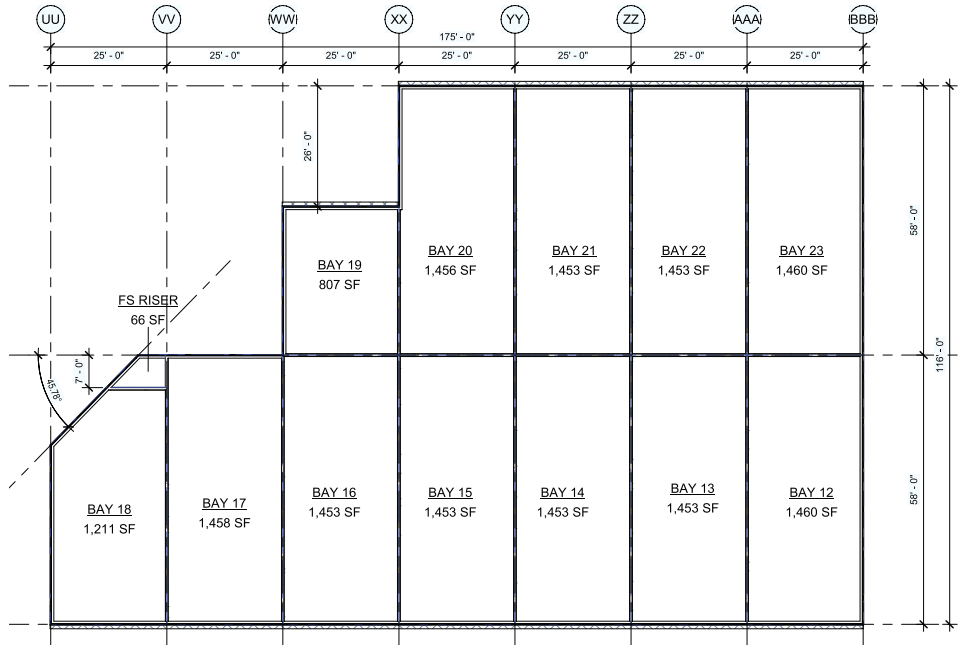 UU VV WW XX YY ZZ AAA BBB
175' - 0"
25' - 0" 25' - 0" 25' - 0" 25' - 0" 25' - 0" 25' - 0" 25' - 0"
26' - 0"
58' - 0"
BAY 19
807 SF
BAY 20
1,456 SF
BAY 21
1,453 SF
BAY 22
1,453 SF
BAY 23
1,460 SF
FS RISER
66 SF
116' - 0"
7' - 0"
45.78°
BAY 18
1,211 SF
BAY 17
1,458 SF
BAY 16
1,453 SF
BAY 15
1,453 SF
BAY 14
1,453 SF
BAY 13
1,453 SF
BAY 12
1,460 SF
58' - 0"